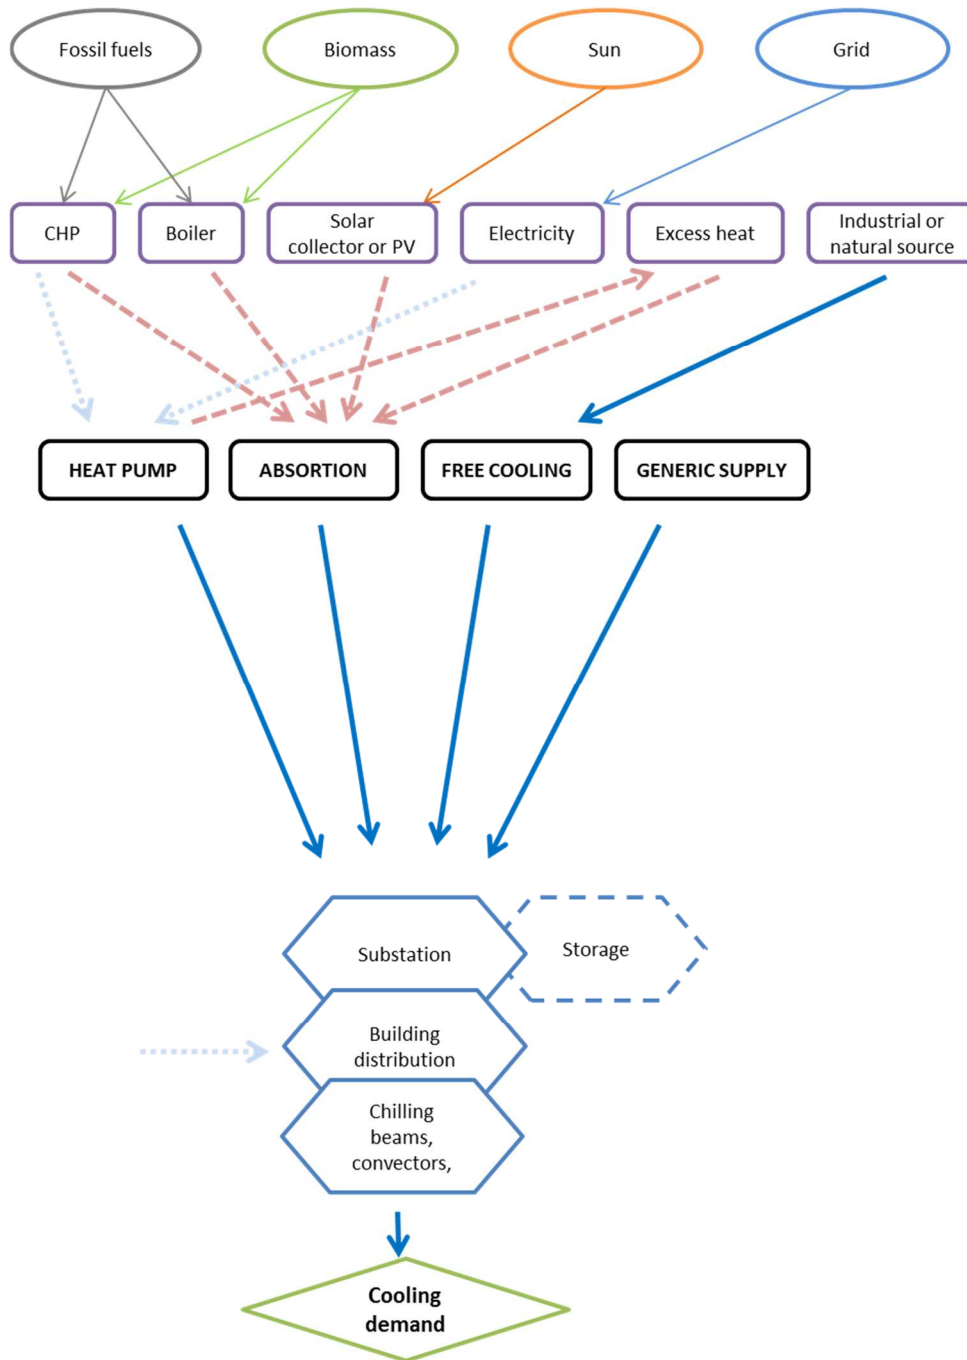 Fossil fuels
Biomass
Sun
Grid
CHP
Boiler
Solar
collector or PV
Electricity
Excess heat
Industrial or
natural source
HEAT PUMP
ABSORTION
FREE COOLING
GENERIC SUPPLY
Substation
Storage
Building
distribution
Chilling
beams,
convectors,
Cooling
demand